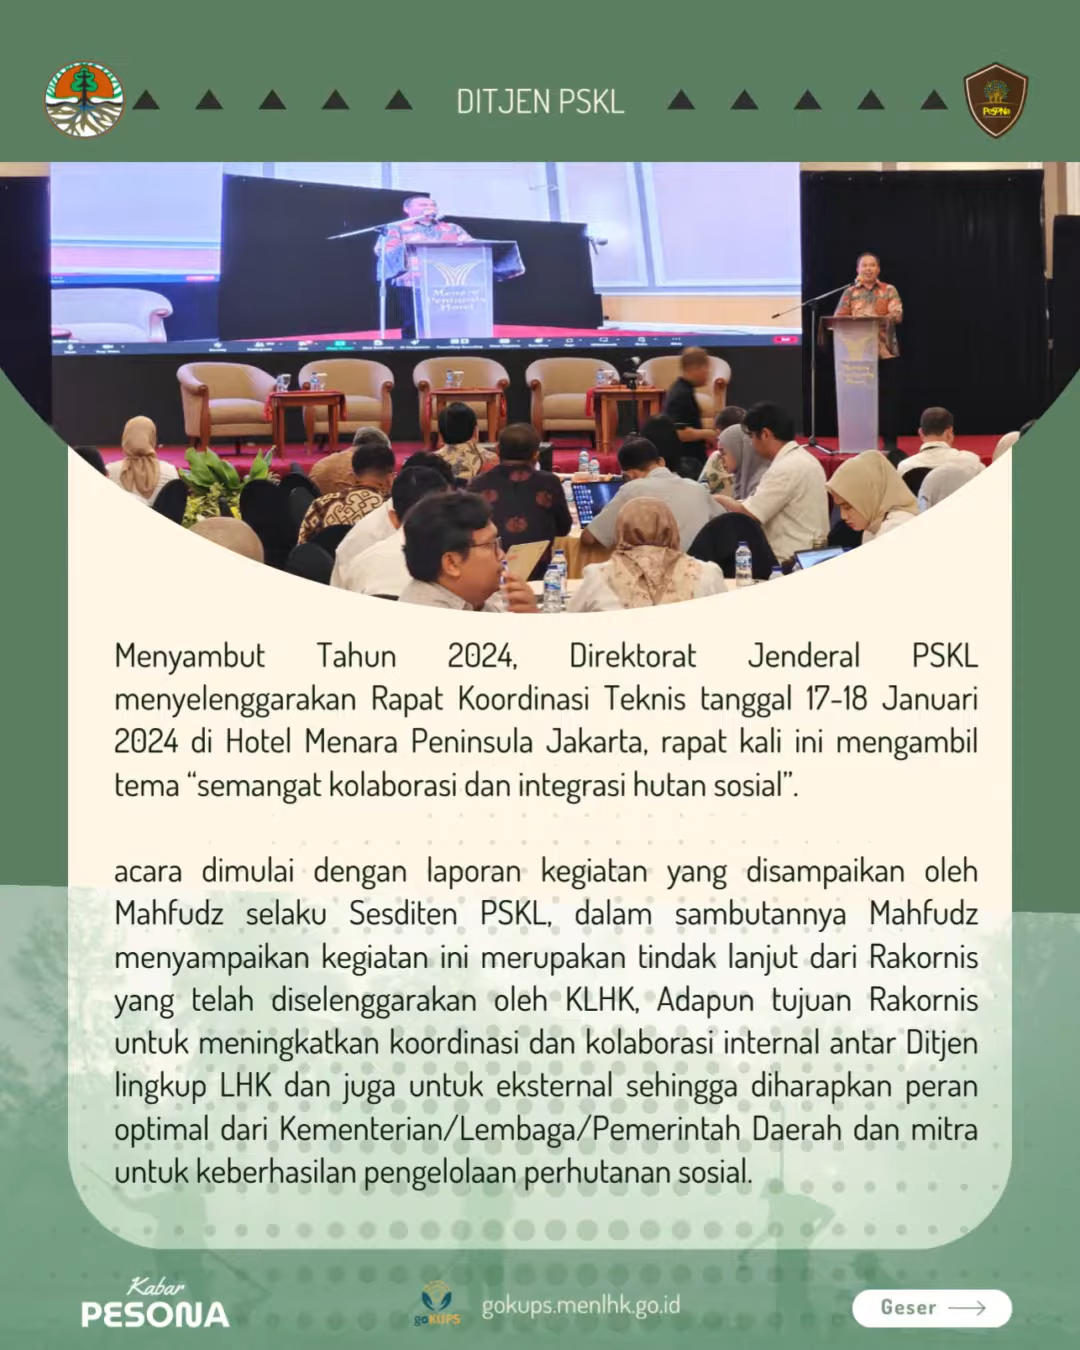 DITJEN PSKL
PeSONa
Menara
Peninsula
Hotel
Menyambut Tahun 2024, Direktorat Jenderal PSKL
menyelenggarakan Rapat Koordinasi Teknis tanggal 17-18 Januari
2024 di Hotel Menara Peninsula Jakarta, rapat kali ini mengambil
tema “semangat kolaborasi dan integrasi hutan sosial”.
acara dimulai dengan laporan kegiatan yang disampaikan oleh
Mahfudz selaku Sesditen PSKL, dalam sambutannya Mahfudz
menyampaikan kegiatan ini merupakan tindak lanjut dari Rakornis
yang telah diselenggarakan oleh KLHK, Adapun tujuan Rakornis
untuk meningkatkan koordinasi dan kolaborasi internal antar Ditjen
lingkup LHK dan juga untuk eksternal sehingga diharapkan peran
optimal dari Kementerian/Lembaga/Pemerintah Daerah dan mitra
untuk keberhasilan pengelolaan perhutanan sosial.
Kabar
PESONA
goKUPS
gokups.menlhk.go.id
Geser